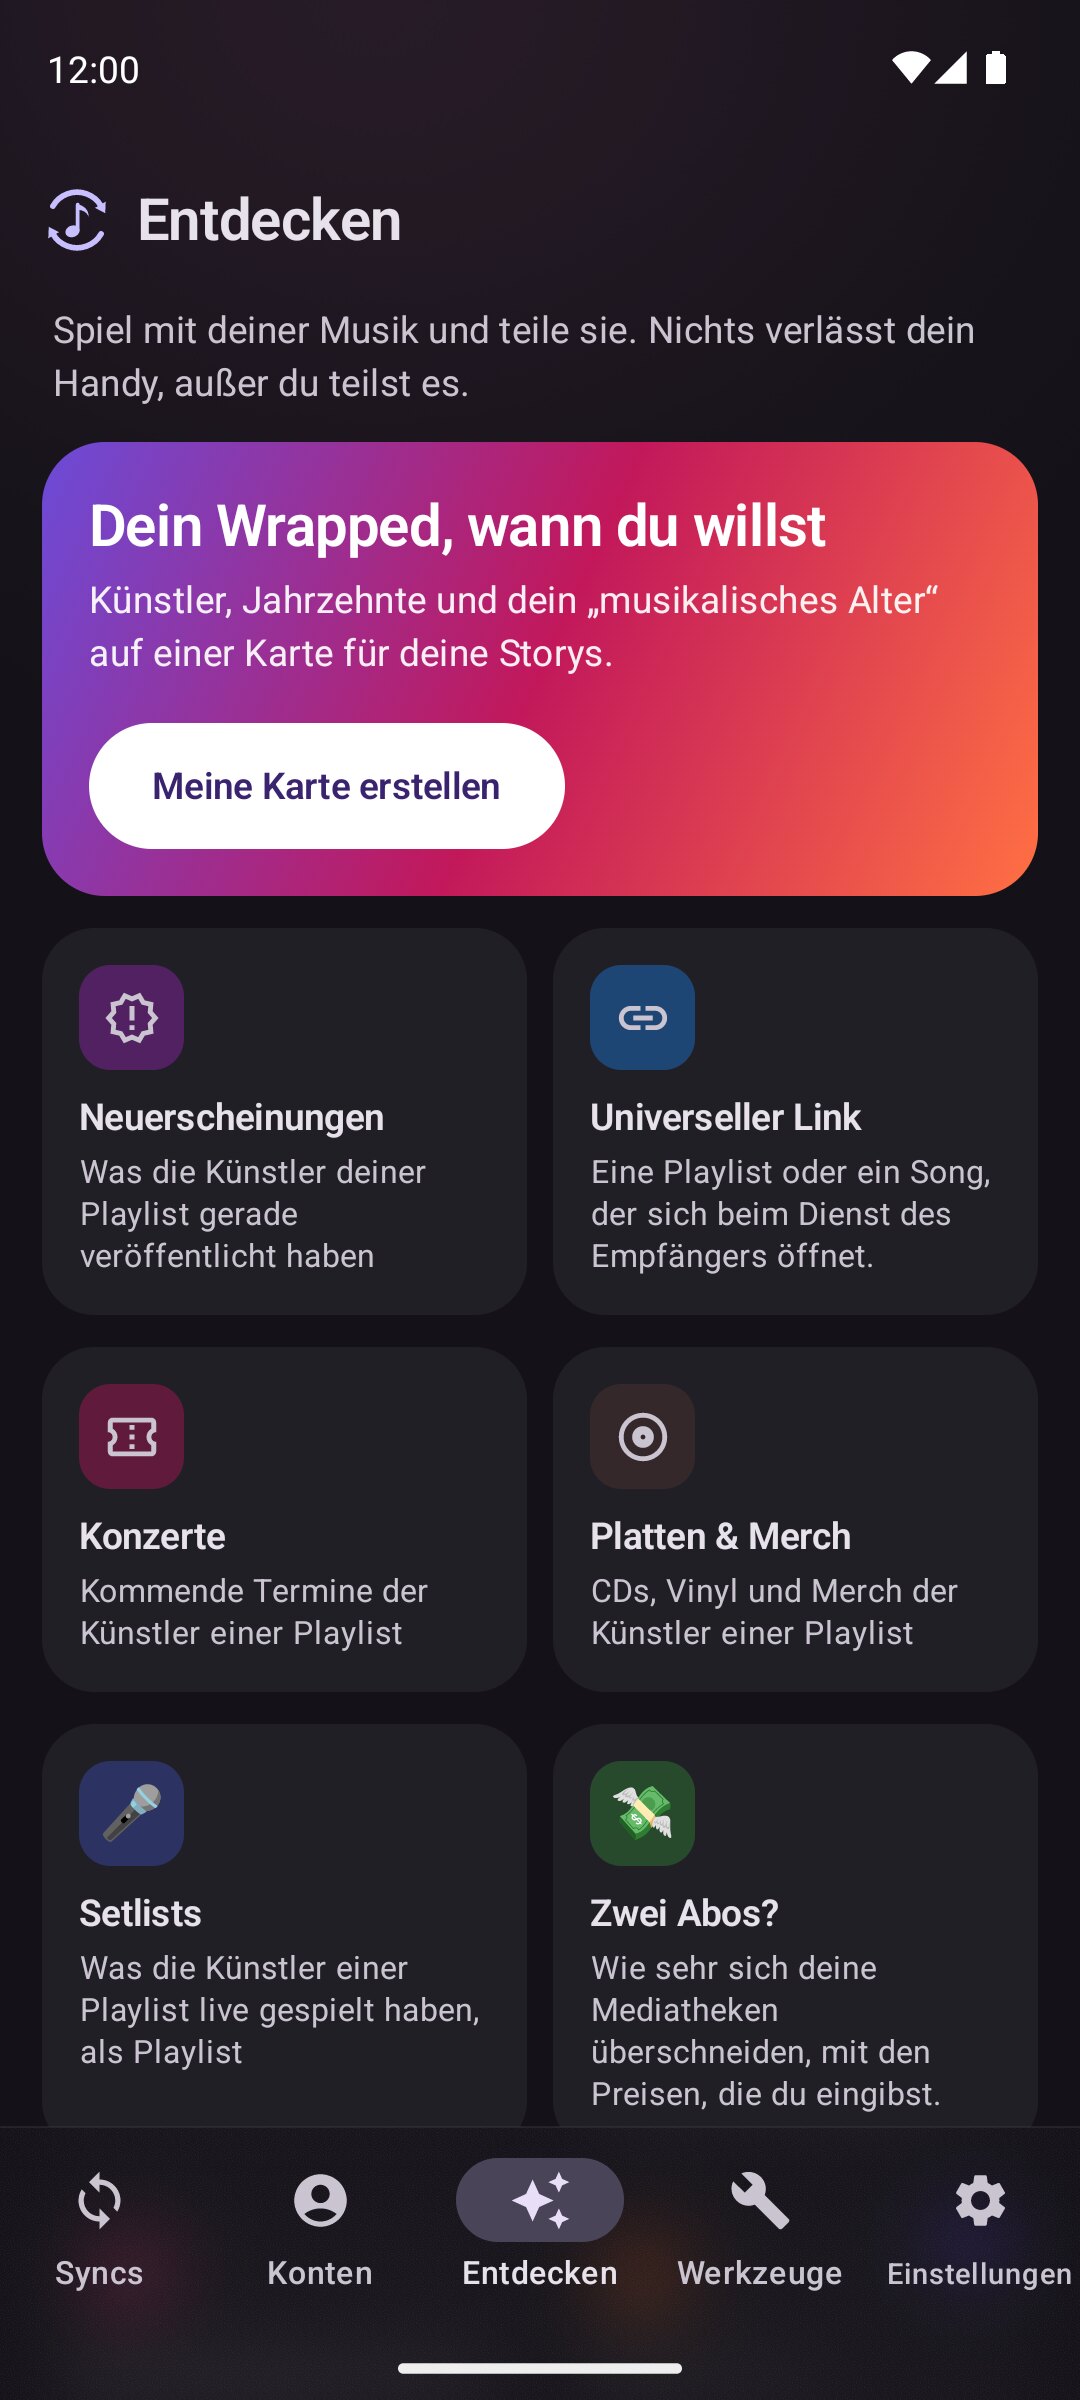 12:00
Entdecken
Spiel mit deiner Musik und teile sie. Nichts verlässt dein
Handy, außer du teilst es.
Dein Wrapped, wann du willst
Künstler, Jahrzehnte und dein „musikalisches Alter“
auf einer Karte für deine Storys.
Meine Karte erstellen
Neuerscheinungen
Was die Künstler deiner
Playlist gerade
veröffentlicht haben
Universeller Link
Eine Playlist oder ein Song,
der sich beim Dienst des
Empfängers öffnet.
Konzerte
Kommende Termine der
Künstler einer Playlist
Platten & Merch
CDs, Vinyl und Merch der
Künstler einer Playlist
Setlists
Was die Künstler einer
Playlist live gespielt haben,
als Playlist
Zwei Abos?
Wie sehr sich deine
Mediatheken
überschneiden, mit den
Preisen, die du eingibst.
Syncs
Konten
Entdecken
Werkzeuge
Einstellungen